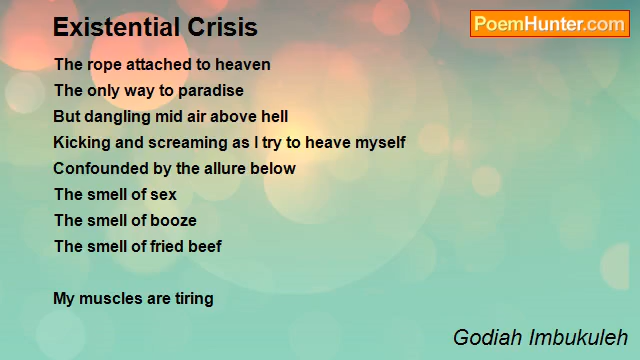 Existential Crisis
PoemHunter.com
The rope attached to heaven
The only way to paradise
But dangling mid air above hell
Kicking and screaming as I try to heave myself
Confounded by the allure below
The smell of sex
The smell of booze
The smell of fried beef
My muscles are tiring
Godiah Imbukuleh